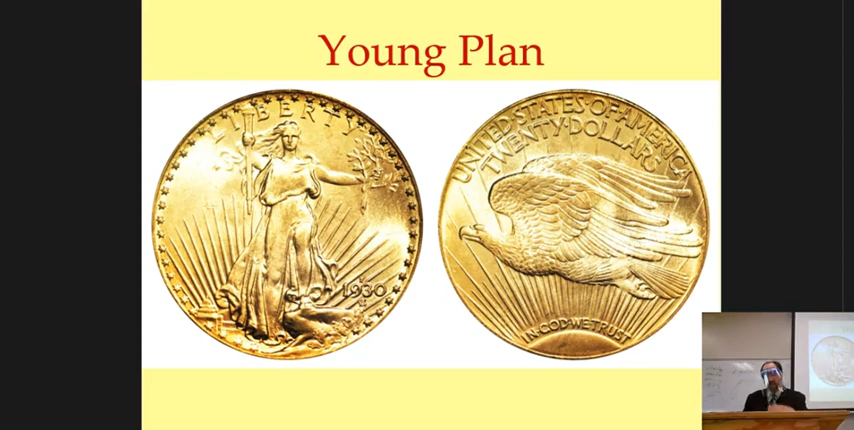 Young Plan
LIBERTY
1930
UNITED·STATES·OF·AMERICA
TWENTY·DOLLARS
IN·GOD·WE·TRUST